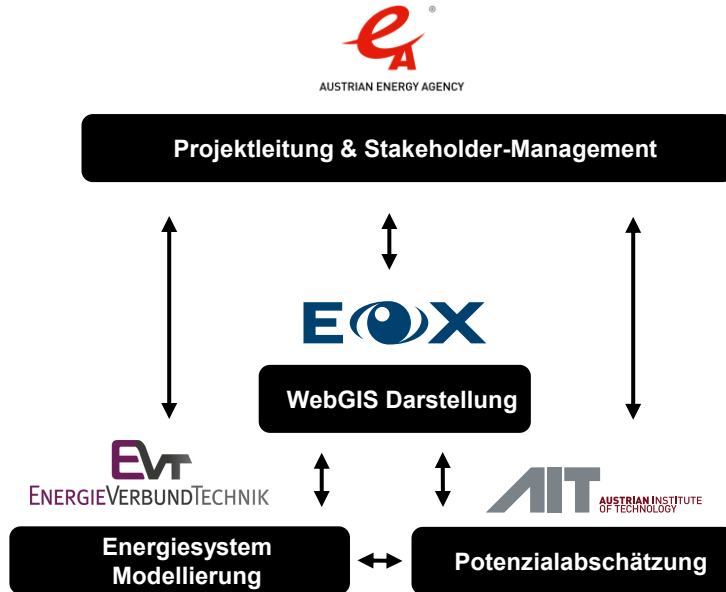 eA ®
AUSTRIAN ENERGY AGENCY
Projektleitung & Stakeholder-Management
EOX
WebGIS Darstellung
EVT
ENERGIEVERBUNDTECHNIK
AIT AUSTRIAN INSTITUTE
OF TECHNOLOGY
Energiesystem
Modellierung
Potenzialabschätzung